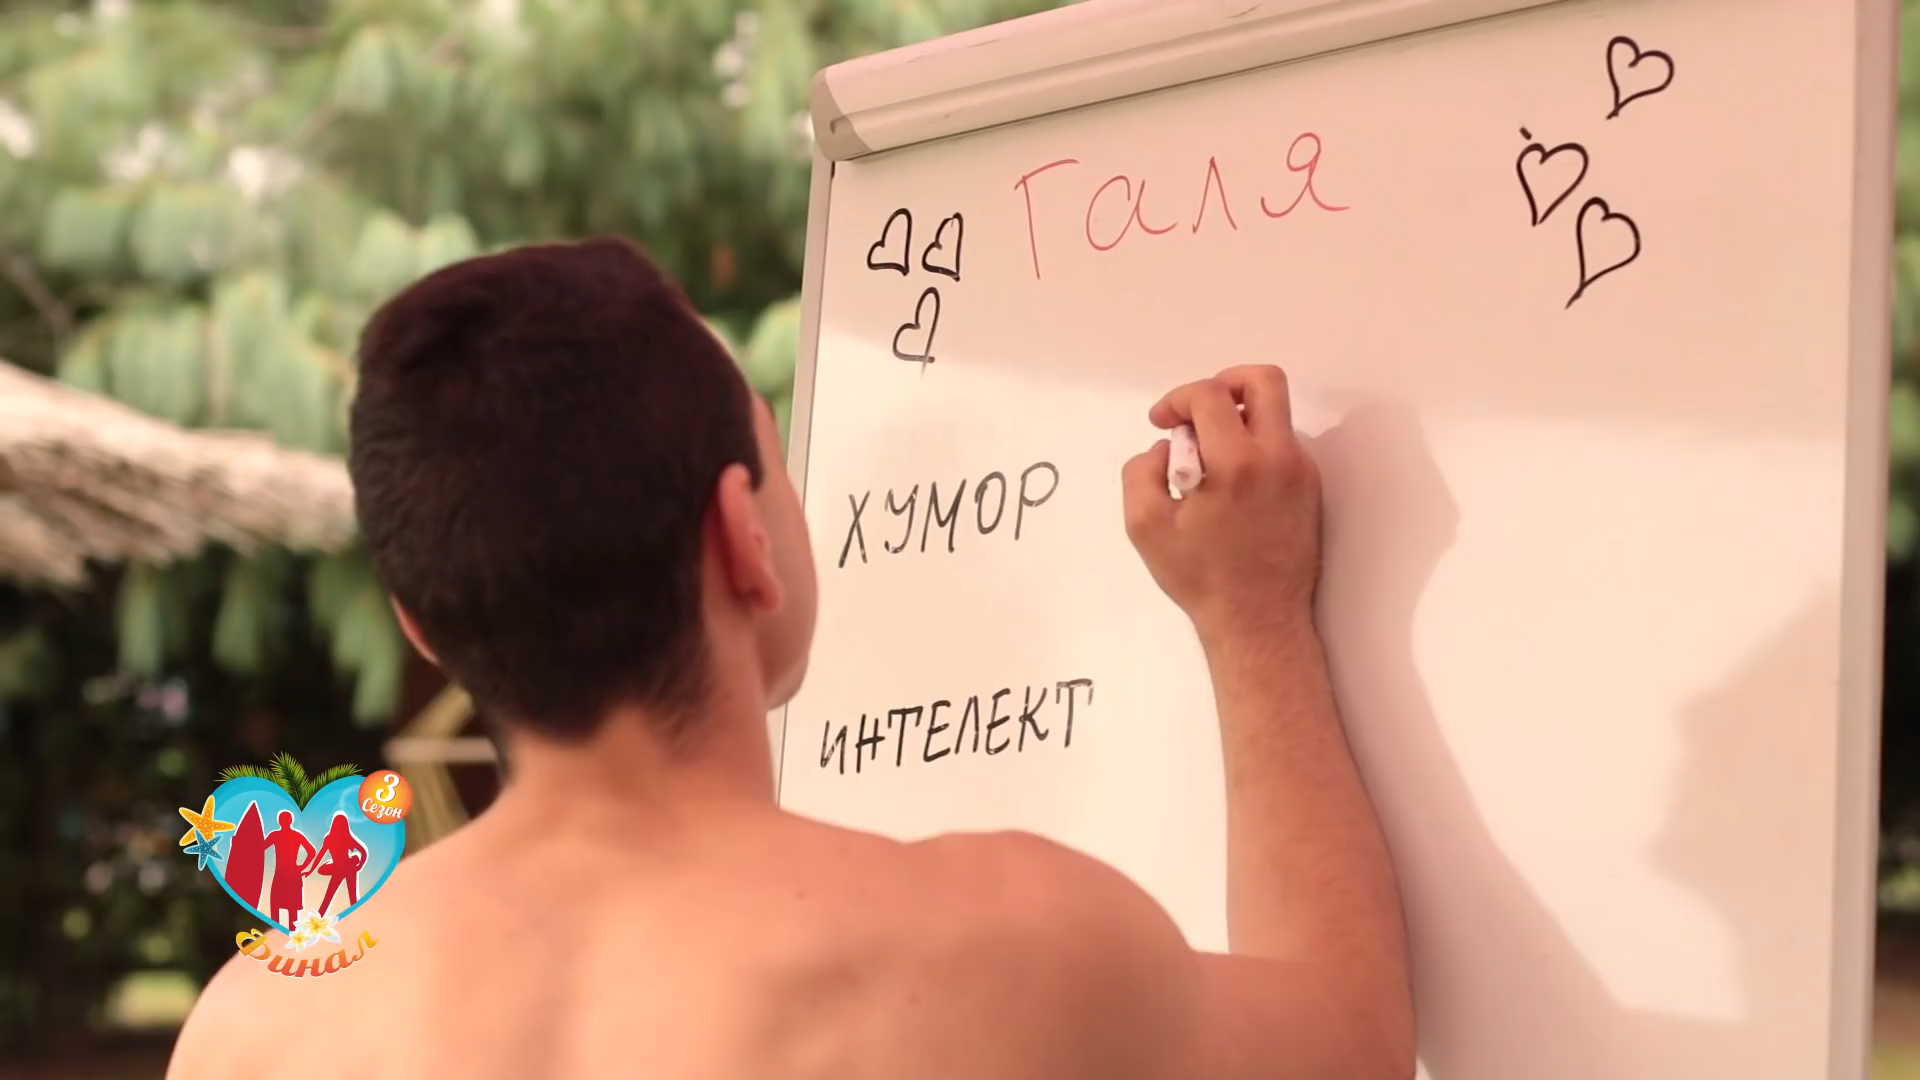 Галя
ХУМОР
ИНТЕЛЕКТ
3
Сезон
Финал